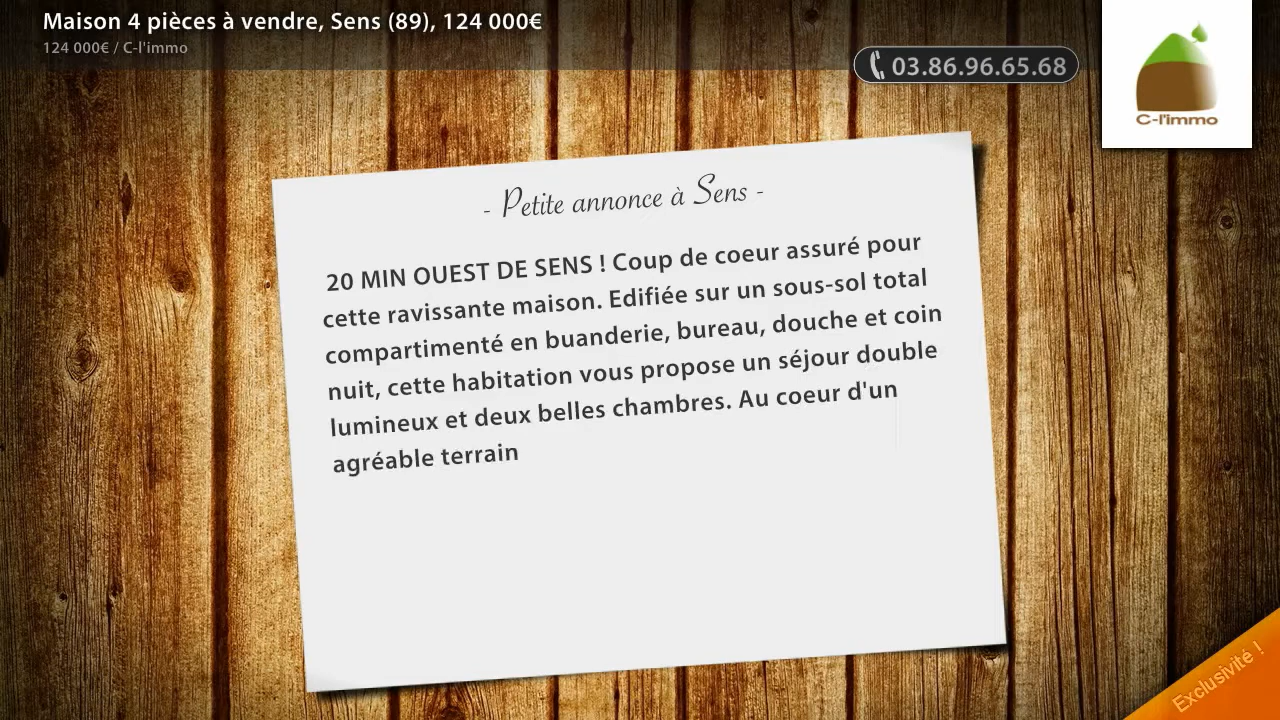 Maison 4 pièces à vendre, Sens (89), 124 000€
124 000€ / C-l'immo
03.86.96.65.68
C-l'immo
- Petite annonce à Sens -
20 MIN OUEST DE SENS ! Coup de coeur assuré pour
cette ravissante maison. Edifiée sur un sous-sol total
compartimenté en buanderie, bureau, douche et coin
nuit, cette habitation vous propose un séjour double
lumineux et deux belles chambres. Au coeur d'un
agréable terrain
Exclusivité !